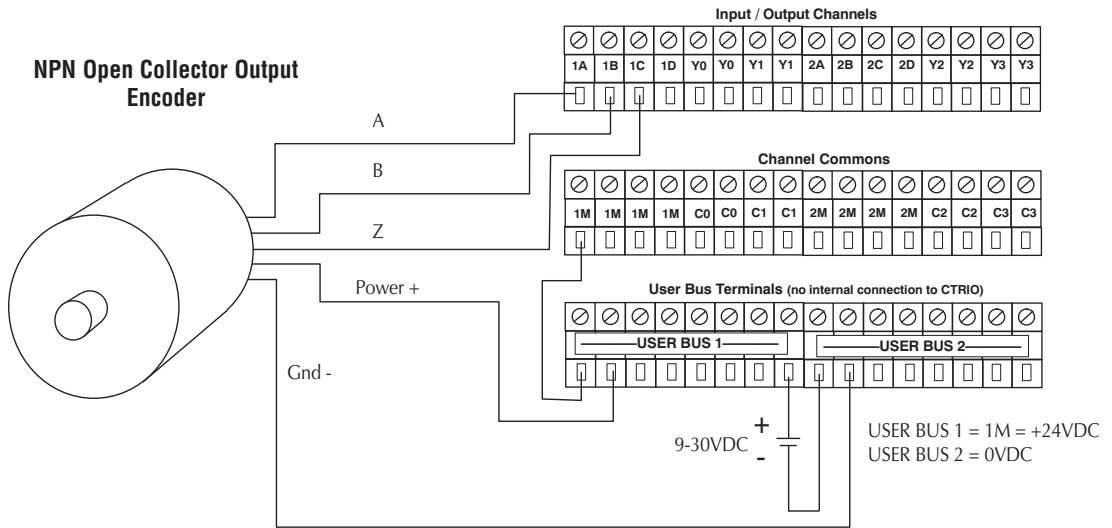 Input / Output Channels
NPN Open Collector Output
Encoder
1A 1B 1C 1D Y0 Y0 Y1 Y1 2A 2B 2C 2D Y2 Y2 Y3 Y3
A
B
Z
Power +
Gnd -
Channel Commons
1M 1M 1M 1M C0 C0 C1 C1 2M 2M 2M 2M C2 C2 C3 C3
User Bus Terminals (no internal connection to CTRIO)
USER BUS 1 USER BUS 2
9-30VDC + -
USER BUS 1 = 1M = +24VDC
USER BUS 2 = 0VDC